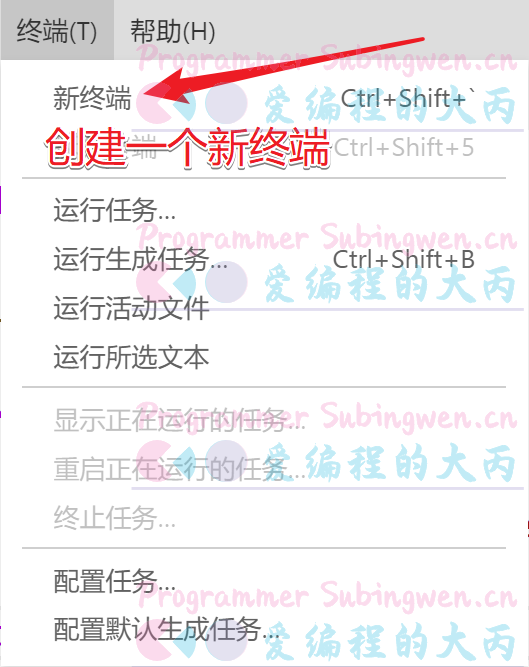 终端(T) 帮助(H)
Programmer Subingwen.cn
新终端 Ctrl+Shift+`
爱编程的大丙
创建一个新终端
终端 Ctrl+Shift+5
运行任务...
Programmer Subingwen.cn
运行生成任务... Ctrl+Shift+B
爱编程的大丙
运行活动文件
运行所选文本
Programmer Subingwen.cn
显示正在运行的任务...
重启正在运行的任务...
爱编程的大丙
终止任务...
配置任务...
Programmer Subingwen.cn
配置默认生成任务...
爱编程的大丙